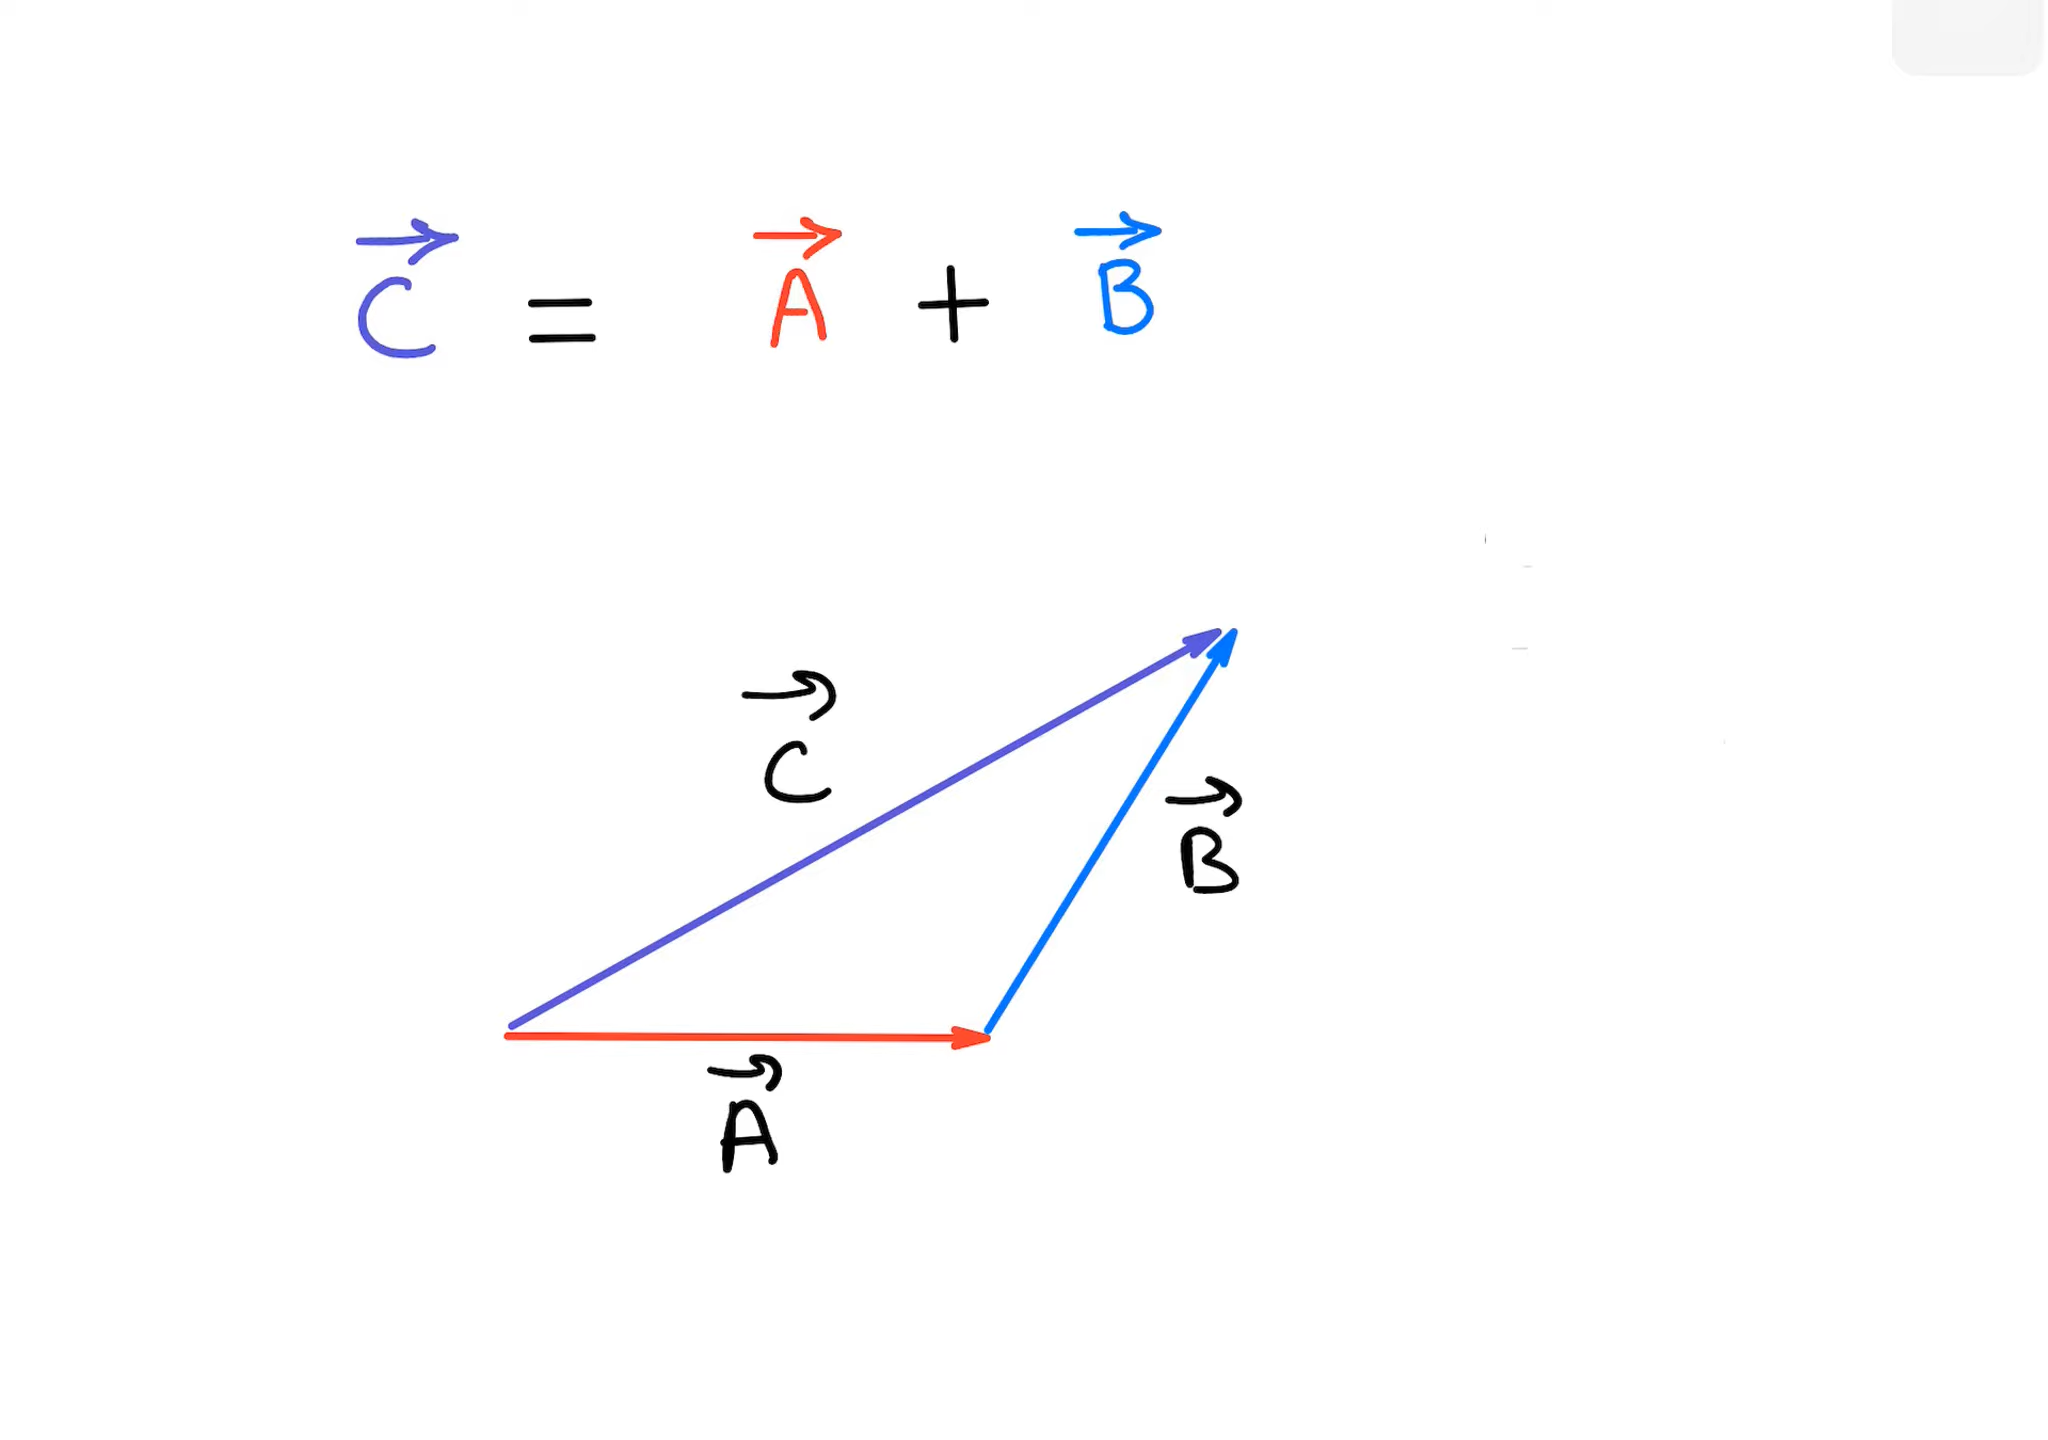 C⃗ = A⃗ + B⃗
C⃗
B⃗
A⃗